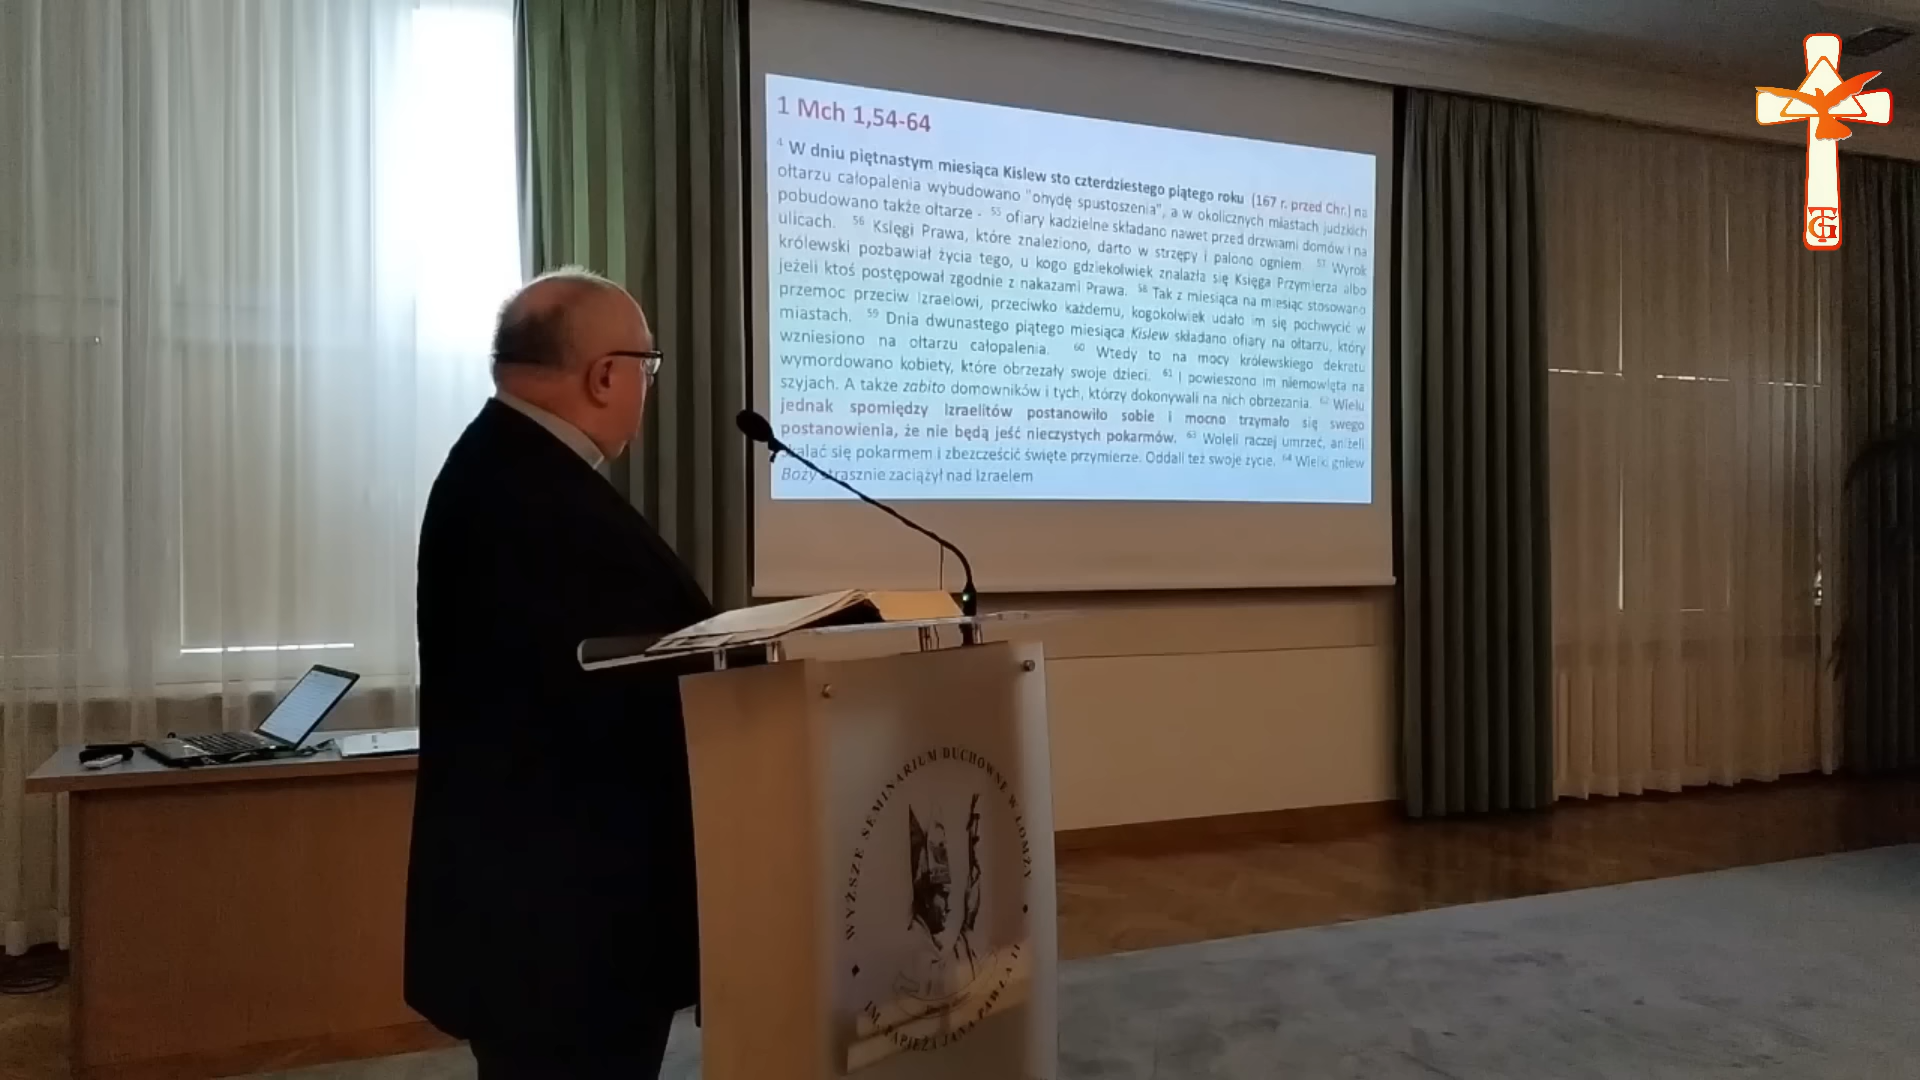 1 Mch 1,54-64
4 W dniu piętnastym miesiąca Kislew sto czterdziestego piątego roku (167 r. przed Chr.) na
ołtarzu całopalenia wybudowano "ohydę spustoszenia", a w okolicznych miastach judzkich
pobudowano także ołtarze - 55 ofiary kadzielne składano nawet przed drzwiami domów i na
ulicach. 56 Księgi Prawa, które znaleziono, darto w strzępy i palono ogniem. 57 Wyrok
królewski pozbawiał życia tego, u kogo gdziekolwiek znalazła się Księga Przymierza albo
jeżeli ktoś postępował zgodnie z nakazami Prawa. 58 Tak z miesiąca na miesiąc stosowano
przemoc przeciw Izraelowi, przeciwko każdemu, kogokolwiek udało im się pochwycić w
miastach. 59 Dnia dwunastego piątego miesiąca Kislew składano ofiary na ołtarzu, który
wzniesiono na ołtarzu całopalenia. 60 Wtedy to na mocy królewskiego dekretu
wymordowano kobiety, które obrzezały swoje dzieci. 61 I powieszono im niemowlęta na
szyjach. A także zabito domowników i tych, którzy dokonywali na nich obrzezania. 62 Wielu
jednak spomiędzy Izraelitów postanowiło sobie i mocno trzymało się swego
postanowienia, że nie będą jeść nieczystych pokarmów. 63 Woleli raczej umrzeć, aniżeli
skalać się pokarmem i zbezcześcić święte przymierze. Oddali też swoje życie. 64 Wielki gniew
Boży strasznie zaciążył nad Izraelem
WYŻSZE SEMINARIUM DUCHOWNE W ŁOMŻY
IM. PAPIEŻA JANA PAWŁA II